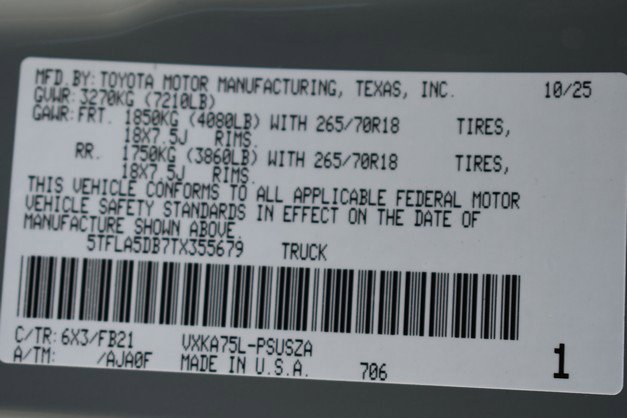 MFD. BY: TOYOTA MOTOR MANUFACTURING, TEXAS, INC. 10/25
GVWR: 3270KG (7210LB)
GAWR: FRT. 1850KG (4080LB) WITH 265/70R18 TIRES,
18X7.5J RIMS.
RR. 1750KG (3860LB) WITH 265/70R18 TIRES,
18X7.5J RIMS.
THIS VEHICLE CONFORMS TO ALL APPLICABLE FEDERAL MOTOR
VEHICLE SAFETY STANDARDS IN EFFECT ON THE DATE OF
MANUFACTURE SHOWN ABOVE.
5TFLA5DB7TX355679 TRUCK
C/TR: 6X3/FB21 VXKA75L-PSUSZA
A/TM: /AJA0F MADE IN U.S.A. 706 1